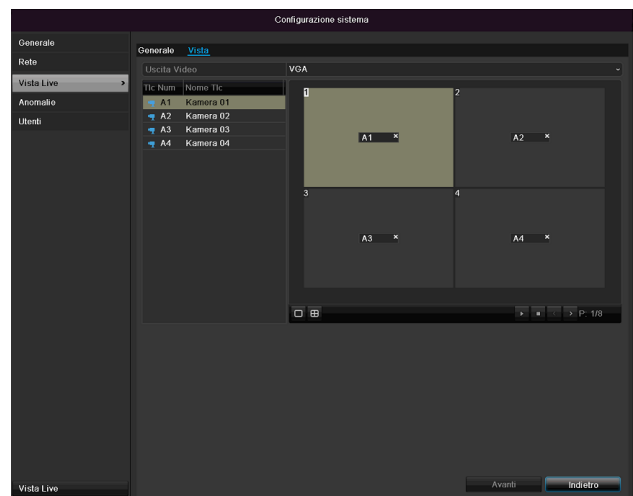 Configurazione sistema
Generale
Rete
Vista Live
Anomalie
Utenti
Generale Vista
Uscita Video VGA
Tlc Num Nome Tlc
A1 Kamera 01
A2 Kamera 02
A3 Kamera 03
A4 Kamera 04
1
A1
2
A2
3
A3
4
A4
P: 1/8
Avanti Indietro
Vista Live